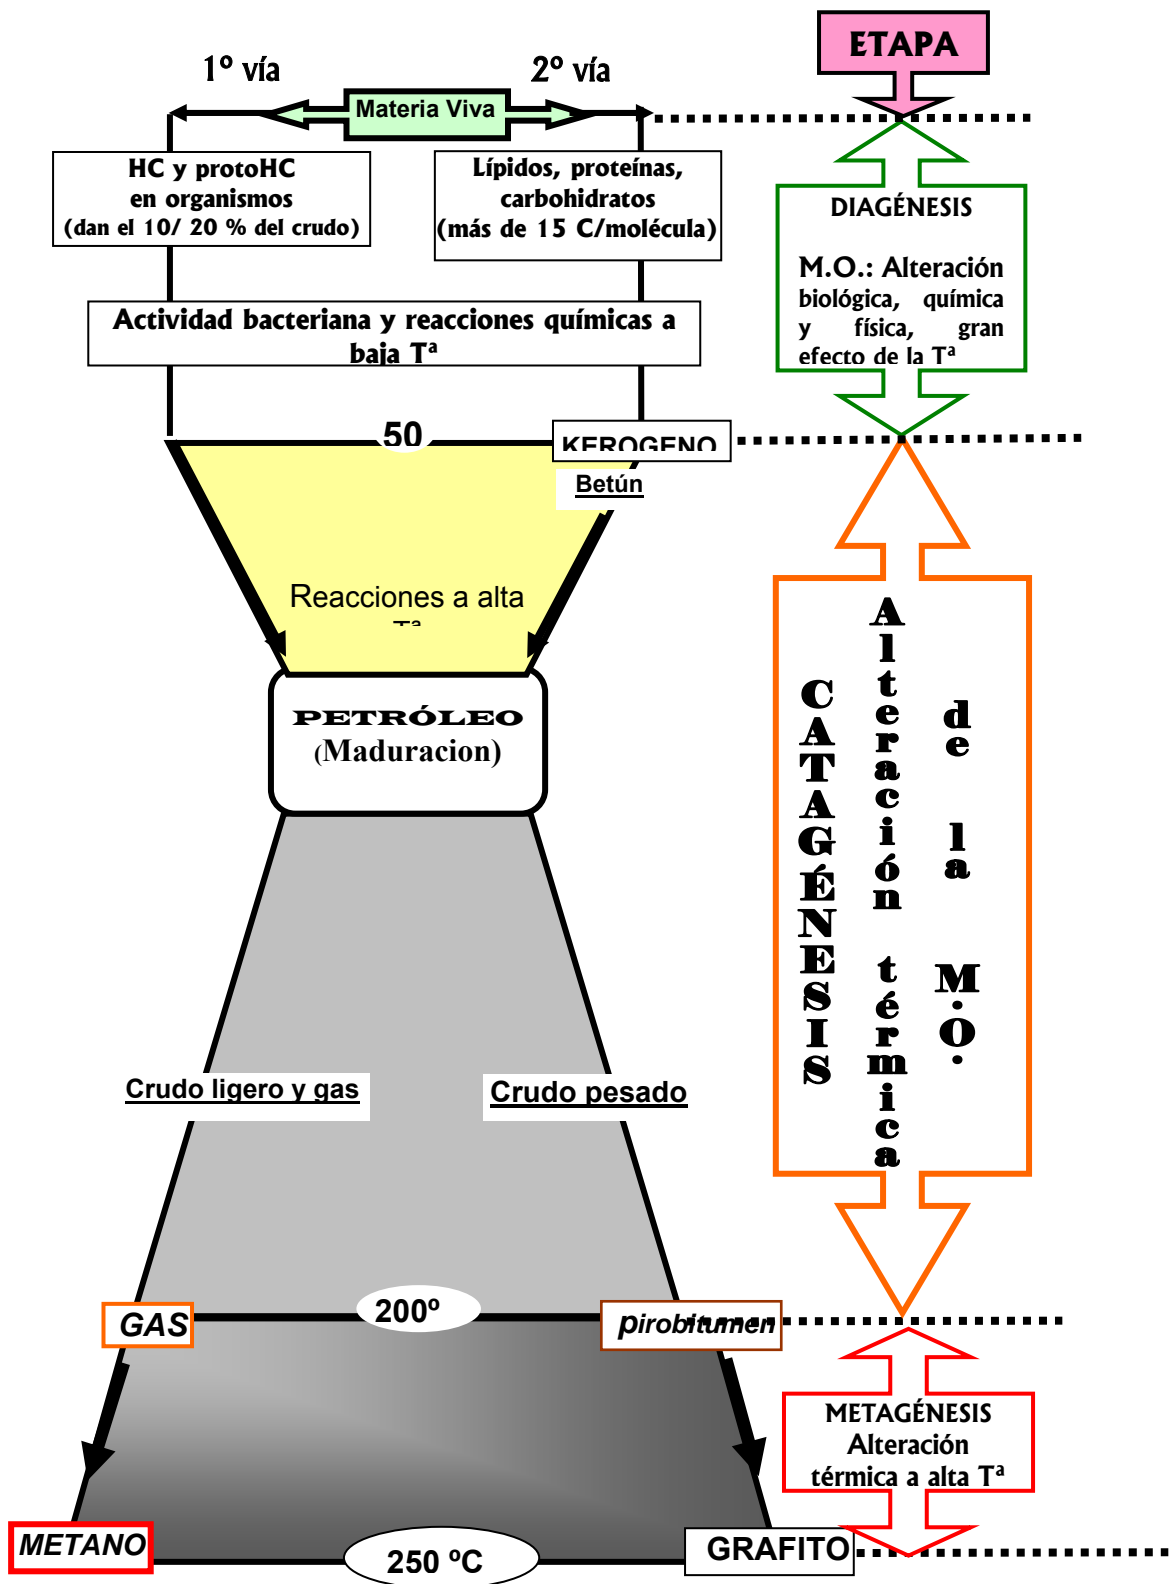 ETAPA
1º vía
2º vía
Materia Viva
HC y protoHC
en organismos
(dan el 10/ 20 % del crudo)
Lípidos, proteínas,
carbohidratos
(más de 15 C/molécula)
DIAGÉNESIS
M.O.: Alteración
biológica, química
y física, gran
efecto de la Tª
Actividad bacteriana y reacciones químicas a
baja Tª
50
KEROGENO
Betún
Reacciones a alta
Tª
PETRÓLEO
(Maduracion)
CATAGÉNESIS
Alteración térmica
de la M.O.
Crudo ligero y gas
Crudo pesado
GAS
200º
pirobitumen
METAGÉNESIS
Alteración
térmica a alta Tª
METANO
250 ºC
GRAFITO